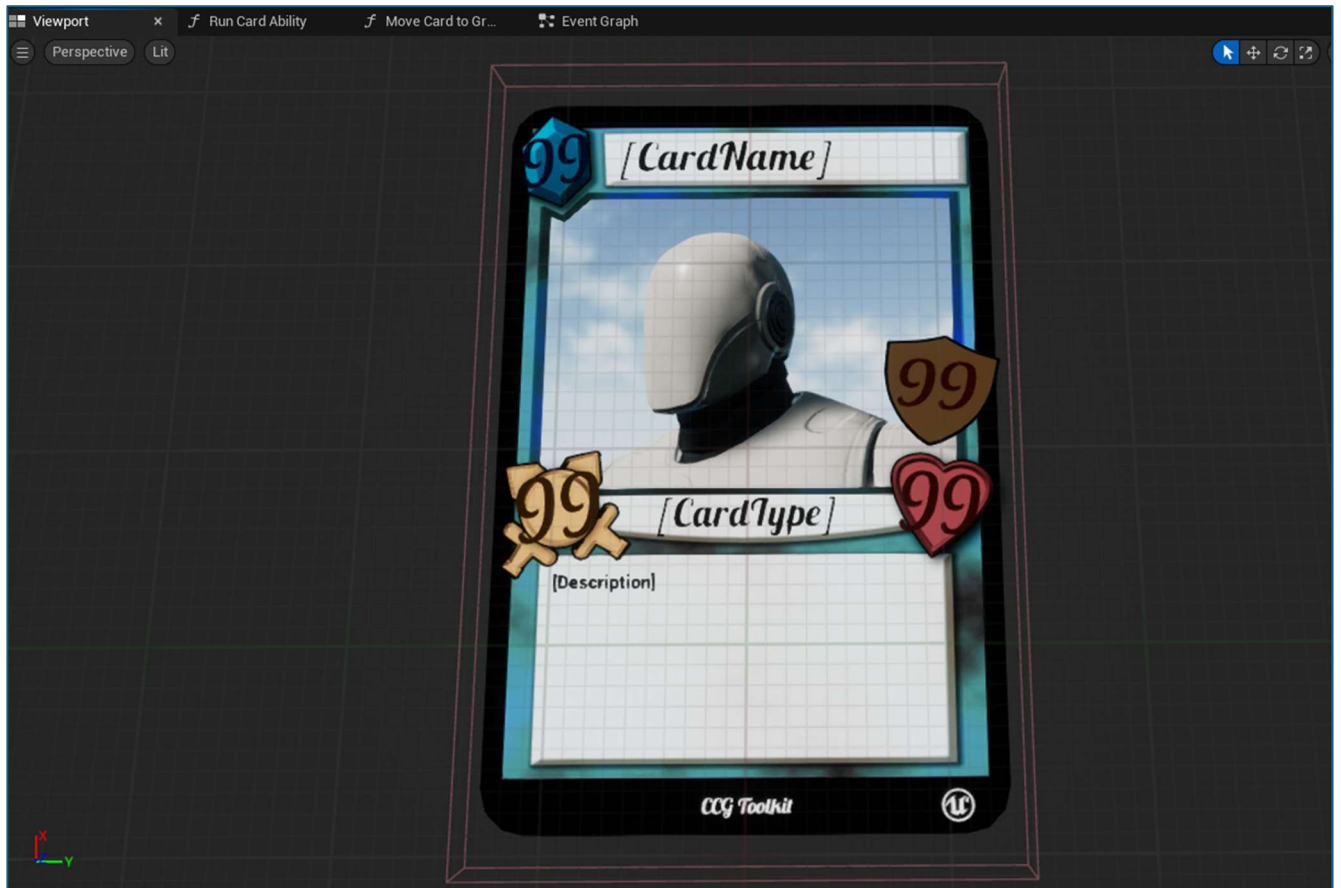 Viewport
Run Card Ability
Move Card to Gr...
Event Graph
Perspective
Lit
99
[CardName]
99
99
[CardType]
99
[Description]
CCG Toolkit
X
Y